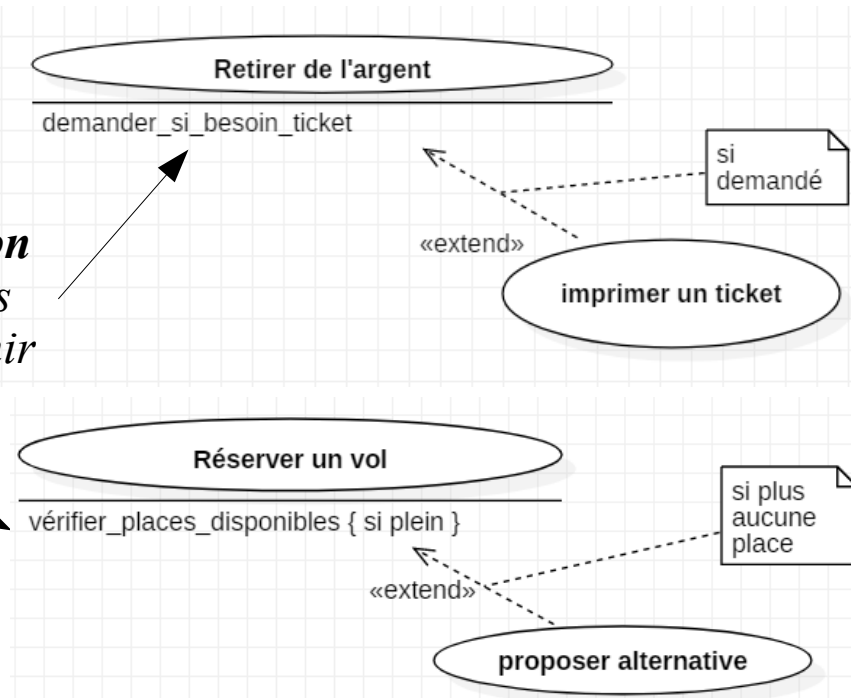 Retirer de l'argent
demander_si_besoin_ticket
si
demandé
«extend»
imprimer un ticket
Réserver un vol
vérifier_places_disponibles { si plein }
si plus
aucune
place
«extend»
proposer alternative